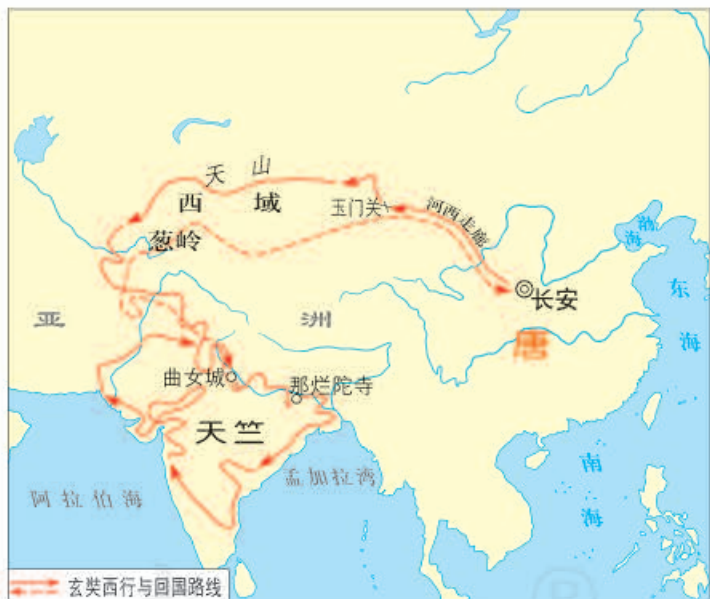 天山
西域
玉门关
河西走廊
葱岭
渤海
长安
东海
亚洲
唐
曲女城
那烂陀寺
天竺
孟加拉湾
南海
阿拉伯海
玄奘西行与回国路线